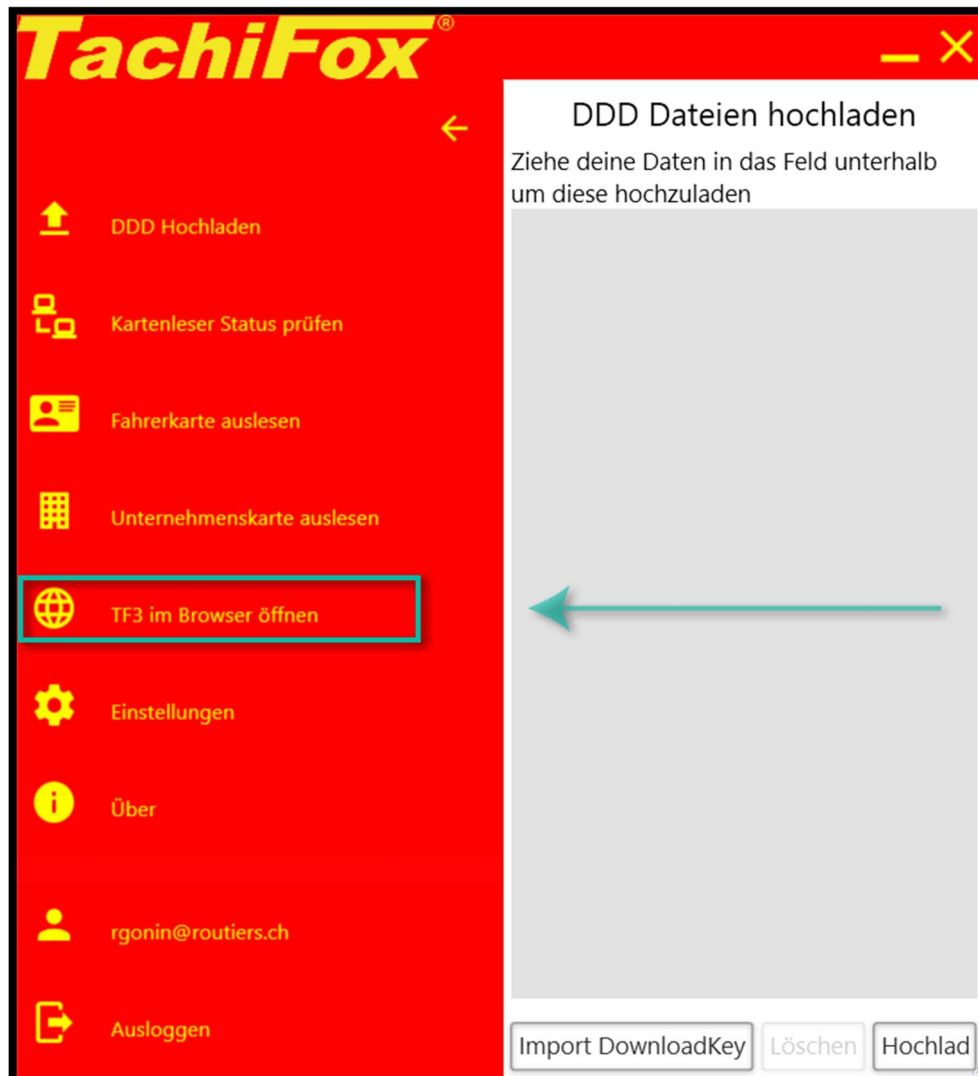 TachiFox®
DDD Dateien hochladen
Ziehe deine Daten in das Feld unterhalb
um diese hochzuladen
DDD Hochladen
Kartenleser Status prüfen
Fahrerkarte auslesen
Unternehmenskarte auslesen
TF3 im Browser öffnen
Einstellungen
Über
rgonin@routiers.ch
Ausloggen
Import DownloadKey Löschen Hochlad